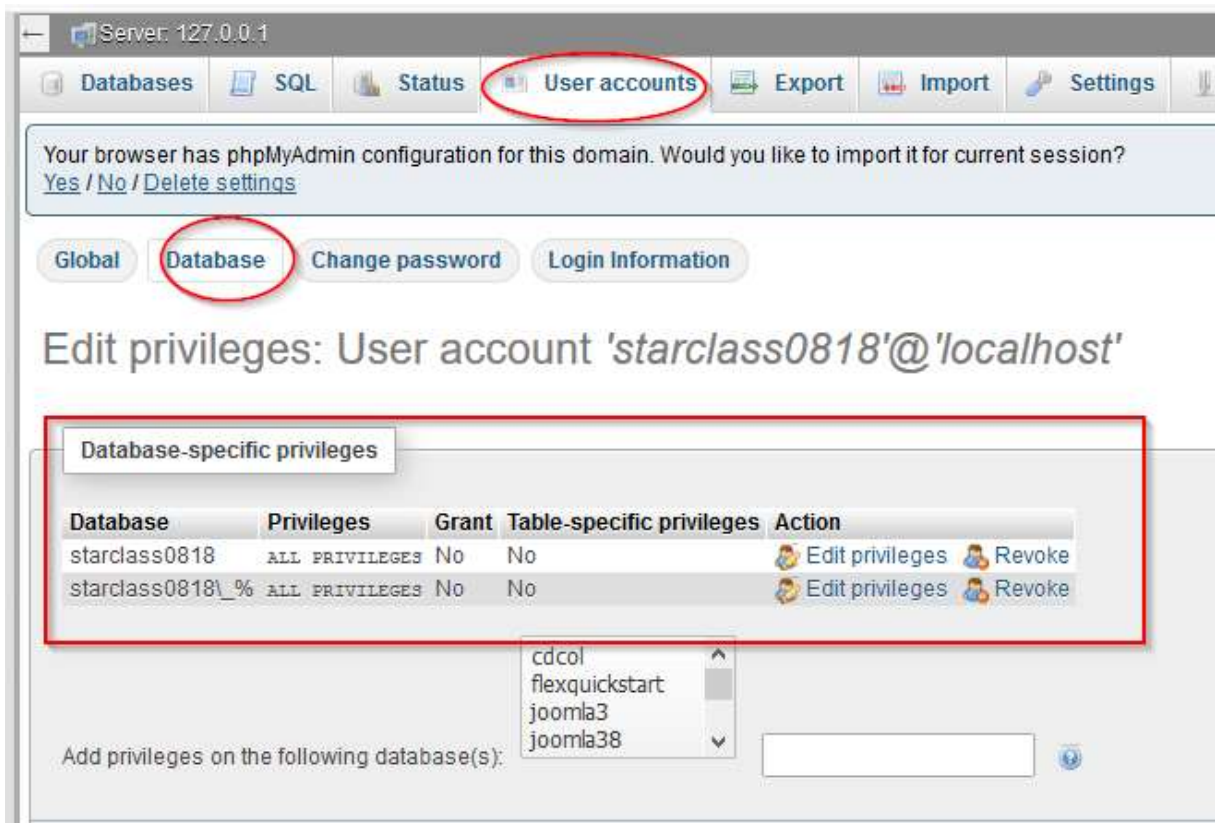 Server: 127.0.0.1
Databases SQL Status User accounts Export Import Settings
Your browser has phpMyAdmin configuration for this domain. Would you like to import it for current session?
Yes / No / Delete settings
Global Database Change password Login Information
Edit privileges: User account 'starclass0818'@'localhost'
Database-specific privileges
Database Privileges Grant Table-specific privileges Action
starclass0818 ALL PRIVILEGES No No Edit privileges Revoke
starclass0818\_% ALL PRIVILEGES No No Edit privileges Revoke
cdcol
flexquickstart
joomla3
joomla38
Add privileges on the following database(s):